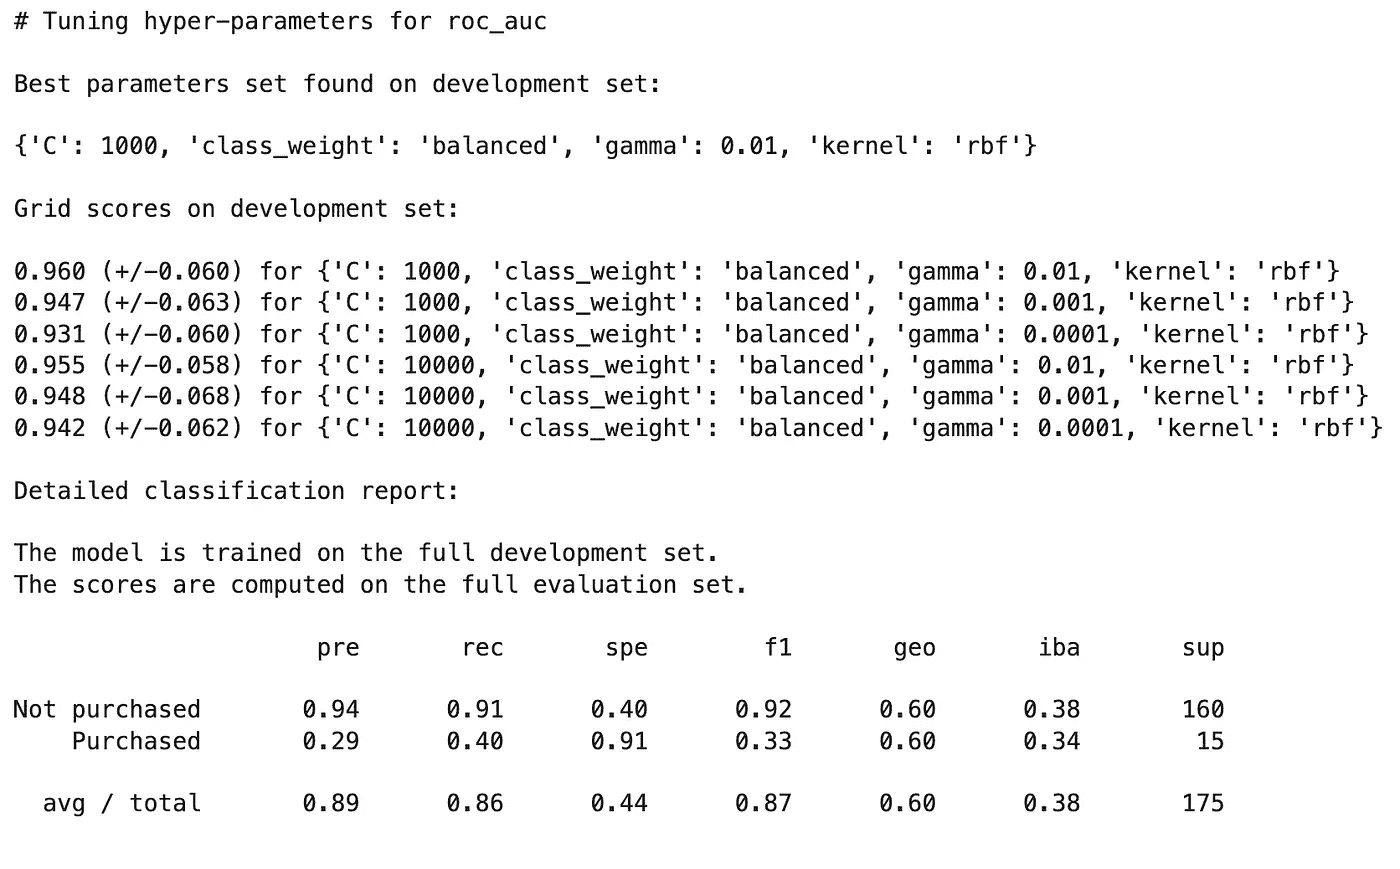 # Tuning hyper-parameters for roc_auc
Best parameters set found on development set:
{'C': 1000, 'class_weight': 'balanced', 'gamma': 0.01, 'kernel': 'rbf'}
Grid scores on development set:
0.960 (+/-0.060) for {'C': 1000, 'class_weight': 'balanced', 'gamma': 0.01, 'kernel': 'rbf'}
0.947 (+/-0.063) for {'C': 1000, 'class_weight': 'balanced', 'gamma': 0.001, 'kernel': 'rbf'}
0.931 (+/-0.060) for {'C': 1000, 'class_weight': 'balanced', 'gamma': 0.0001, 'kernel': 'rbf'}
0.955 (+/-0.058) for {'C': 10000, 'class_weight': 'balanced', 'gamma': 0.01, 'kernel': 'rbf'}
0.948 (+/-0.068) for {'C': 10000, 'class_weight': 'balanced', 'gamma': 0.001, 'kernel': 'rbf'}
0.942 (+/-0.062) for {'C': 10000, 'class_weight': 'balanced', 'gamma': 0.0001, 'kernel': 'rbf'}
Detailed classification report:
The model is trained on the full development set.
The scores are computed on the full evaluation set.
pre rec spe f1 geo iba sup
Not purchased 0.94 0.91 0.40 0.92 0.60 0.38 160
Purchased 0.29 0.40 0.91 0.33 0.60 0.34 15
avg / total 0.89 0.86 0.44 0.87 0.60 0.38 175